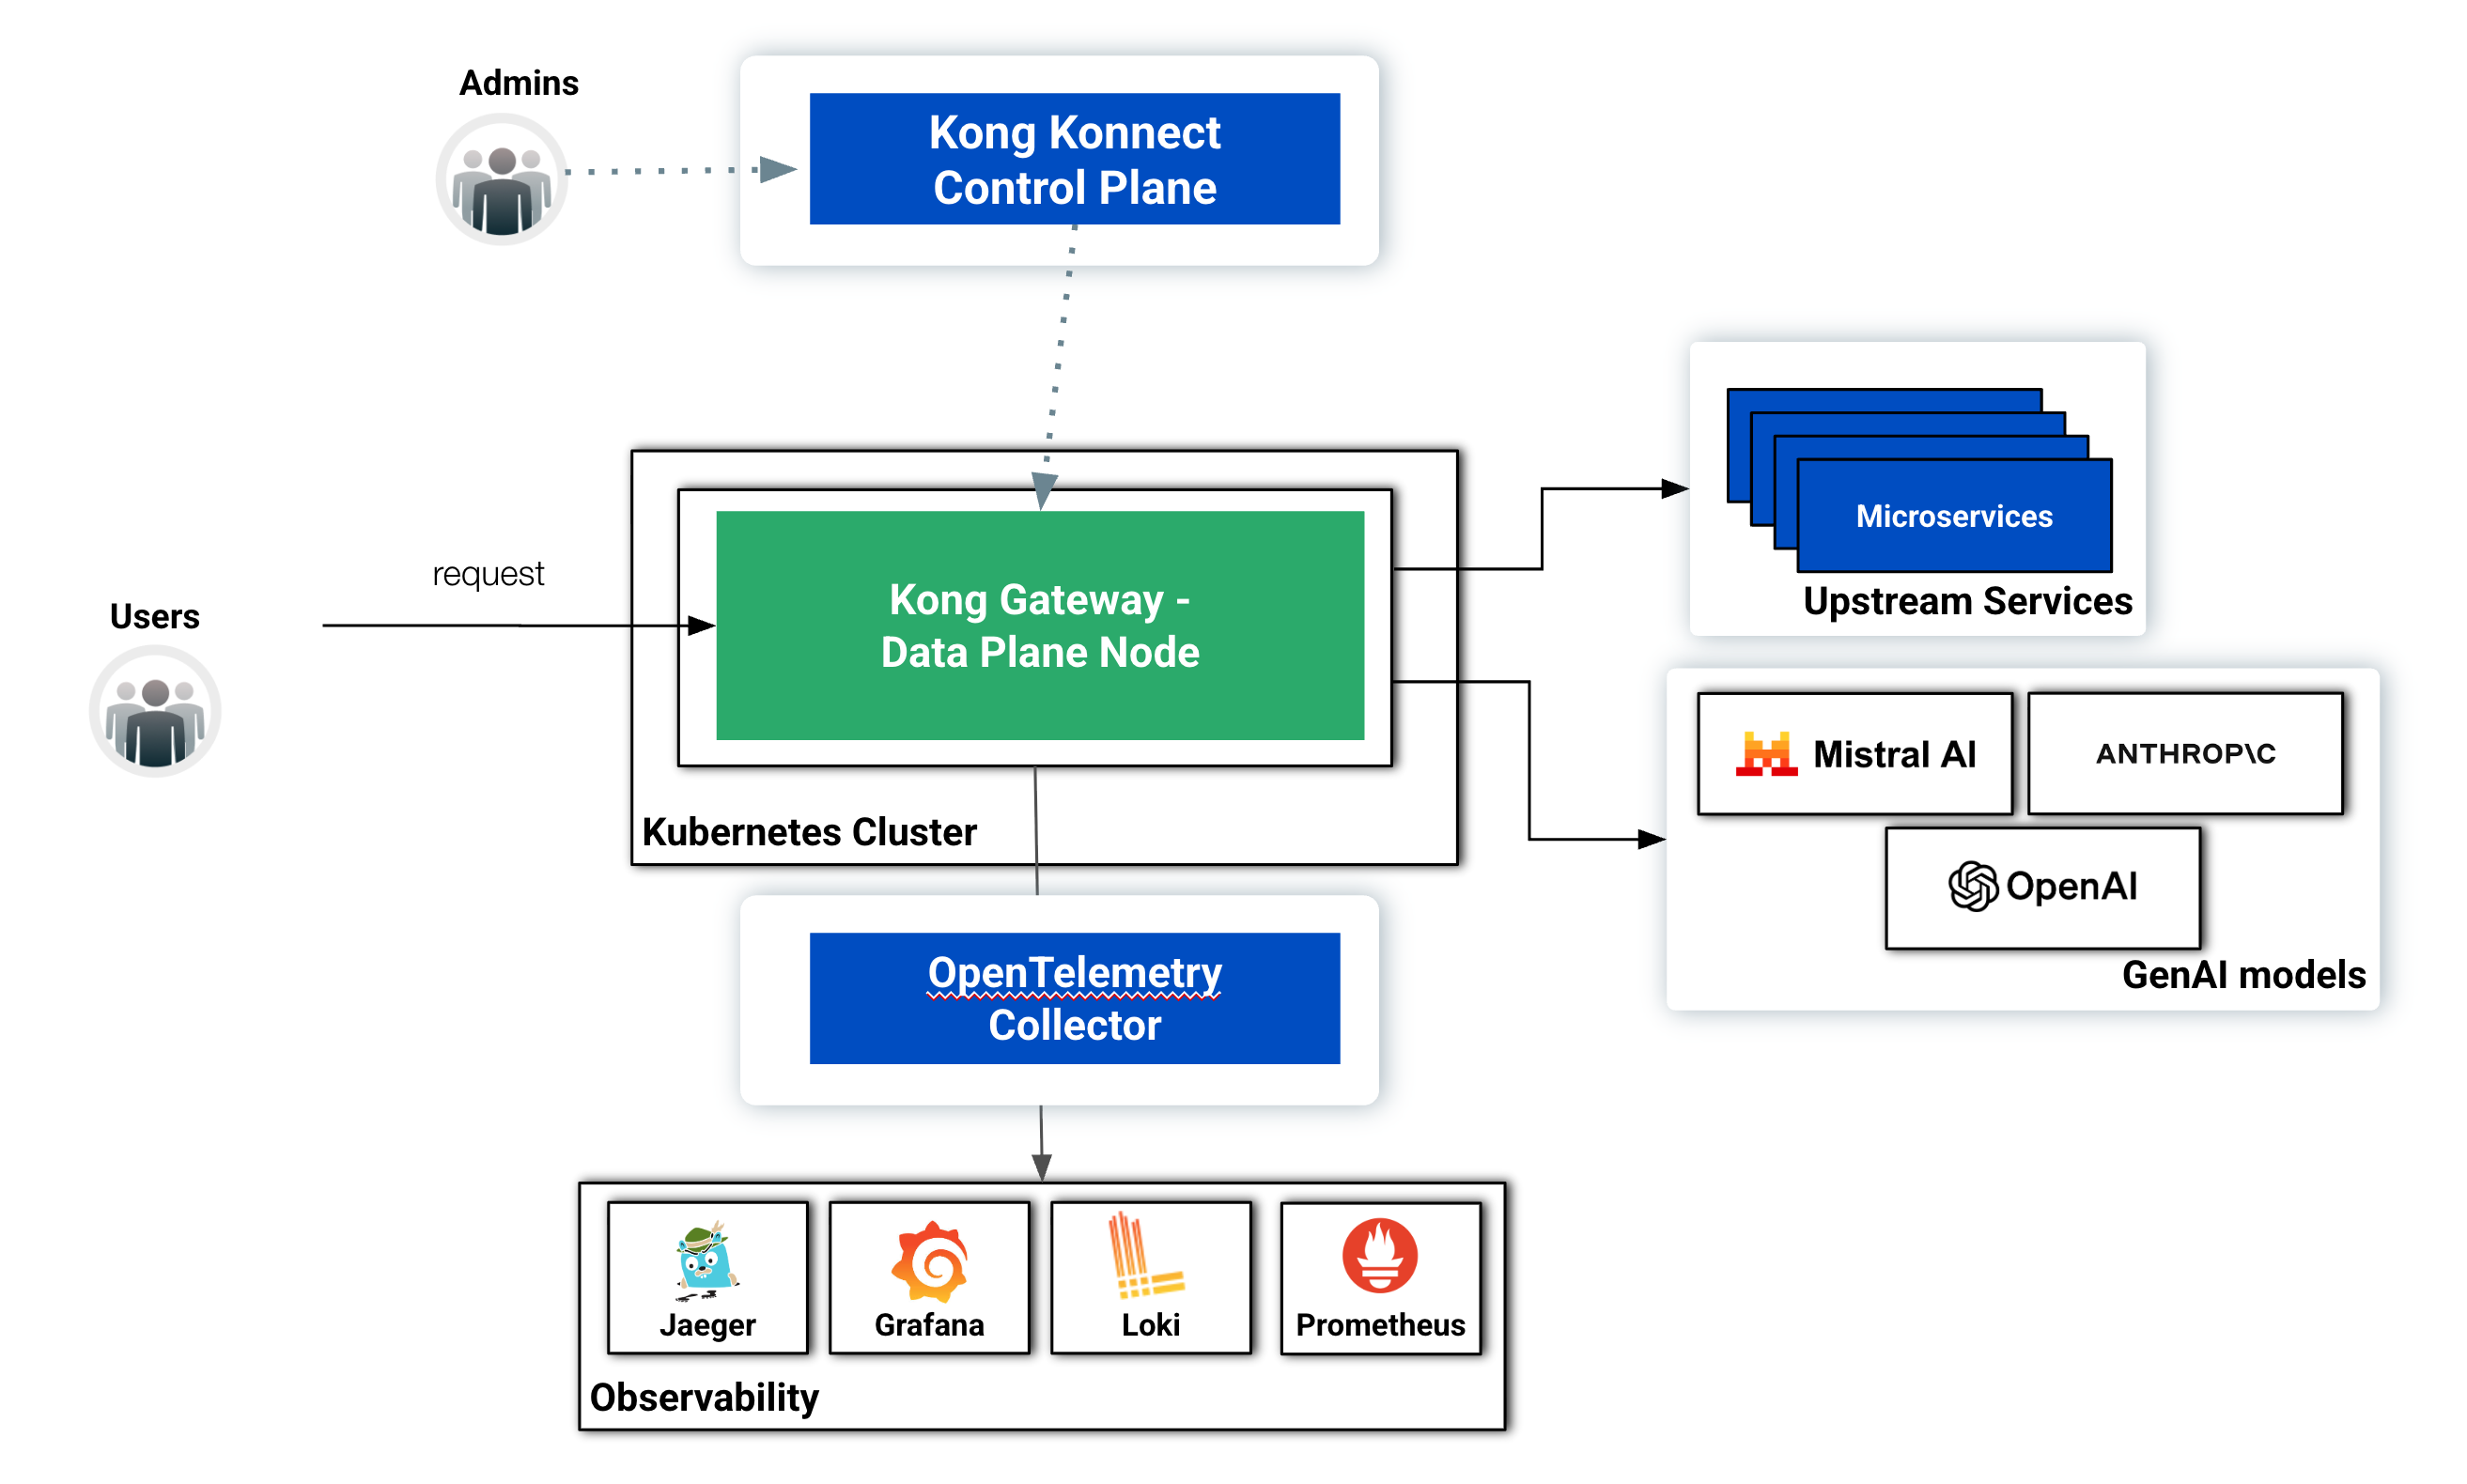 Admins
Kong Konnect
Control Plane
request
Users
Kong Gateway -
Data Plane Node
Kubernetes Cluster
Microservices
Upstream Services
Mistral AI
ANTHROP\C
OpenAI
GenAI models
OpenTelemetry
Collector
Jaeger
Grafana
Loki
Prometheus
Observability